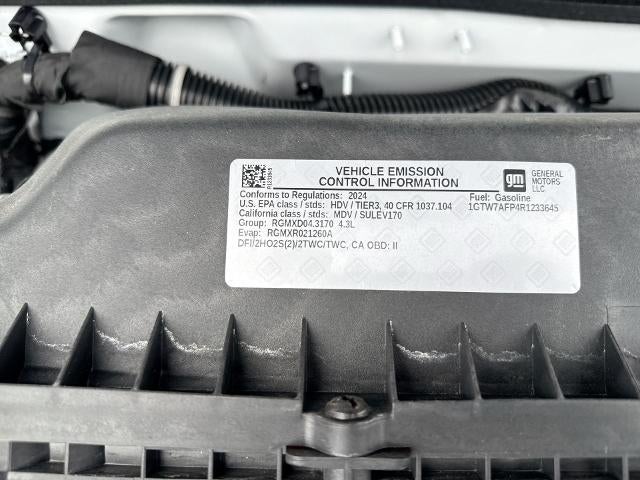 VEHICLE EMISSION
CONTROL INFORMATION
gm
GENERAL
MOTORS
LLC
Conforms to Regulations: 2024
Fuel: Gasoline
U.S. EPA class / stds: HDV / TIER3, 40 CFR 1037.104
1GTW7AFP4R1233645
California class / stds: MDV / SULEV170
Group: RGMXD04.3170 4.3L
Evap: RGMXR021260A
DFI/2HO2S(2)/2TWC/TWC, CA OBD: II